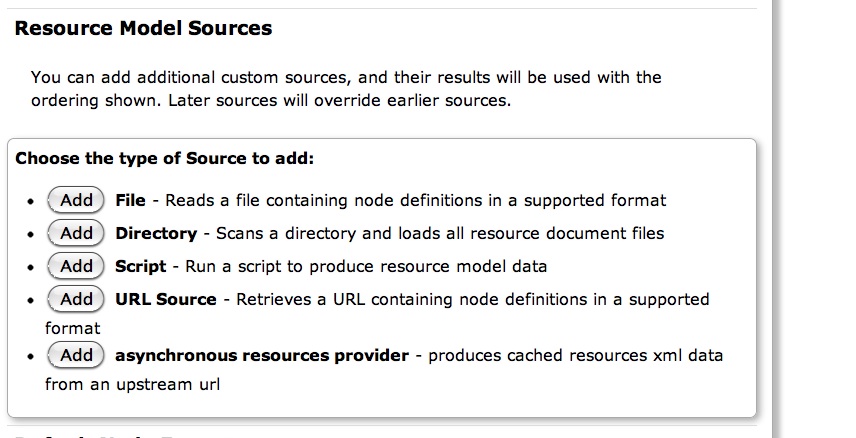 Resource Model Sources
You can add additional custom sources, and their results will be used with the
ordering shown. Later sources will override earlier sources.
Choose the type of Source to add:
• Add File - Reads a file containing node definitions in a supported format
• Add Directory - Scans a directory and loads all resource document files
• Add Script - Run a script to produce resource model data
• Add URL Source - Retrieves a URL containing node definitions in a supported
format
• Add asynchronous resources provider - produces cached resources xml data
from an upstream url